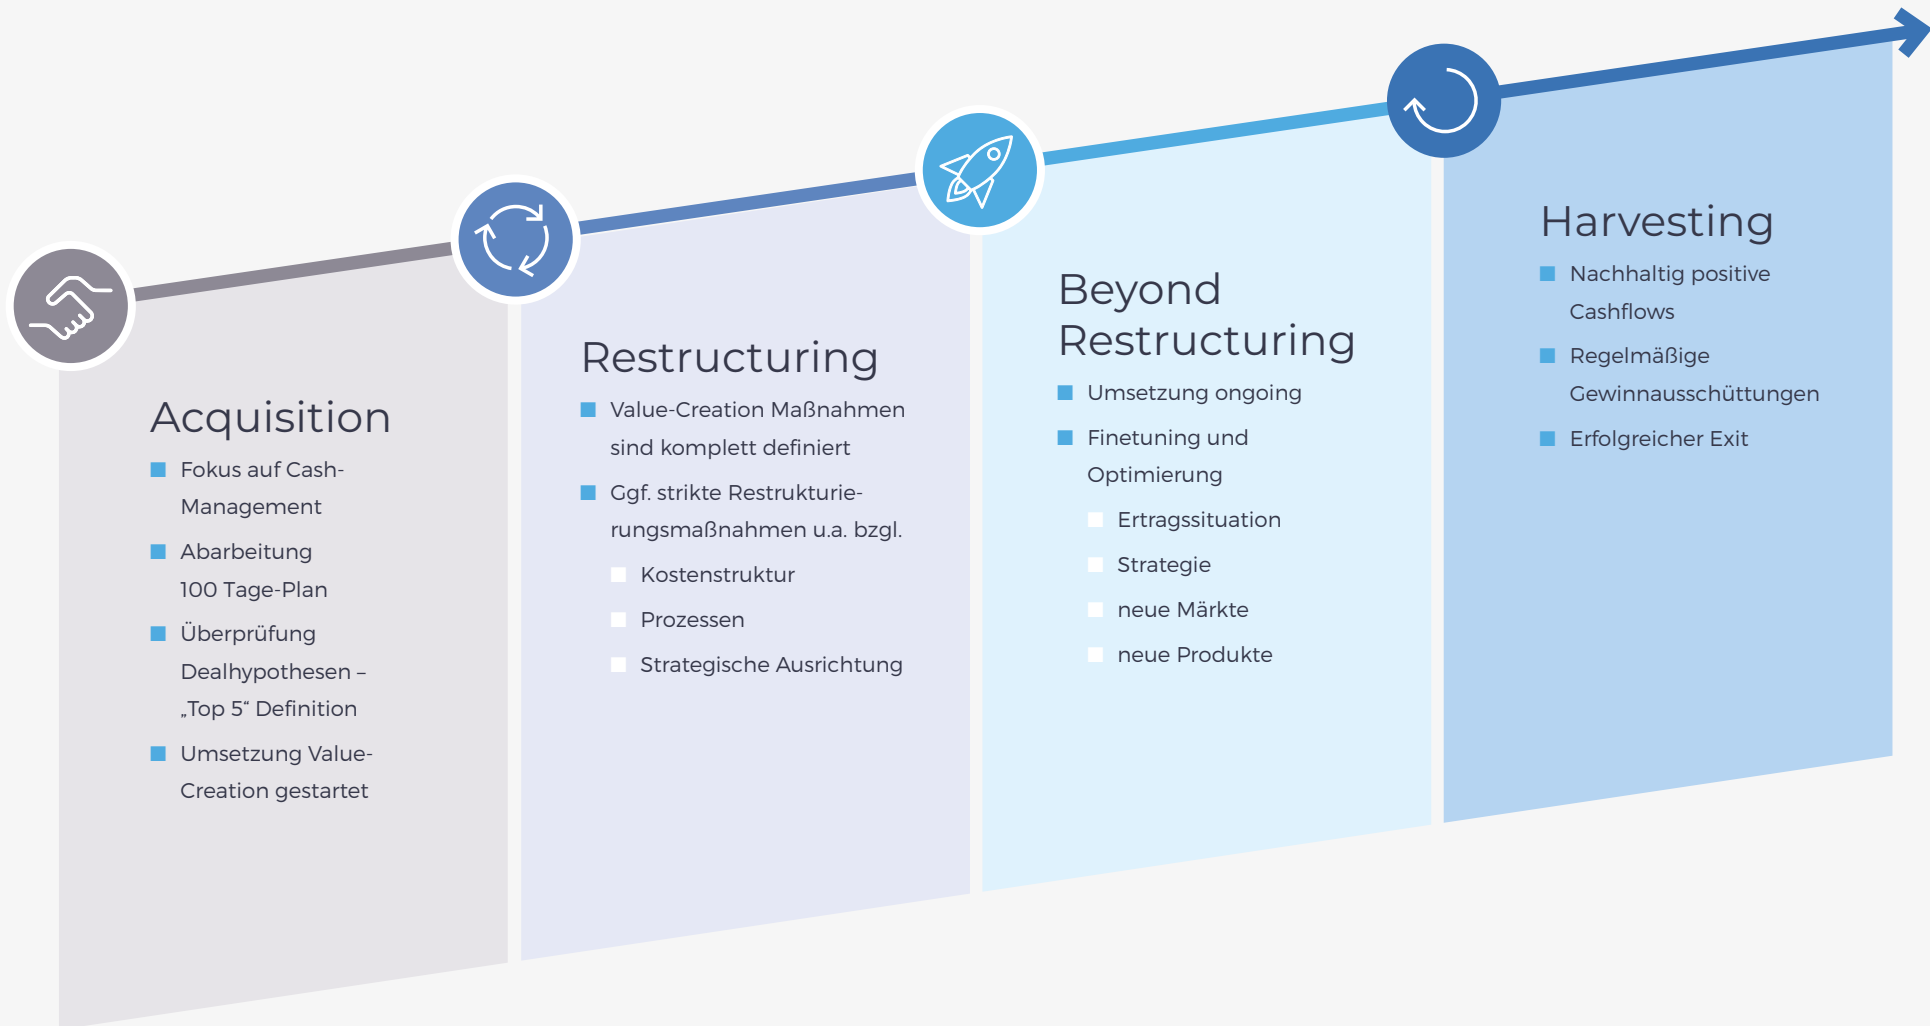 Acquisition
Fokus auf Cash-
Management
Abarbeitung
100 Tage-Plan
Überprüfung
Dealhypothesen –
„Top 5“ Definition
Umsetzung Value-
Creation gestartet
Restructuring
Value-Creation Maßnahmen
sind komplett definiert
Ggf. strikte Restrukturie-
rungsmaßnahmen u.a. bzgl.
Kostenstruktur
Prozessen
Strategische Ausrichtung
Beyond
Restructuring
Umsetzung ongoing
Finetuning und
Optimierung
Ertragssituation
Strategie
neue Märkte
neue Produkte
Harvesting
Nachhaltig positive
Cashflows
Regelmäßige
Gewinnausschüttungen
Erfolgreicher Exit